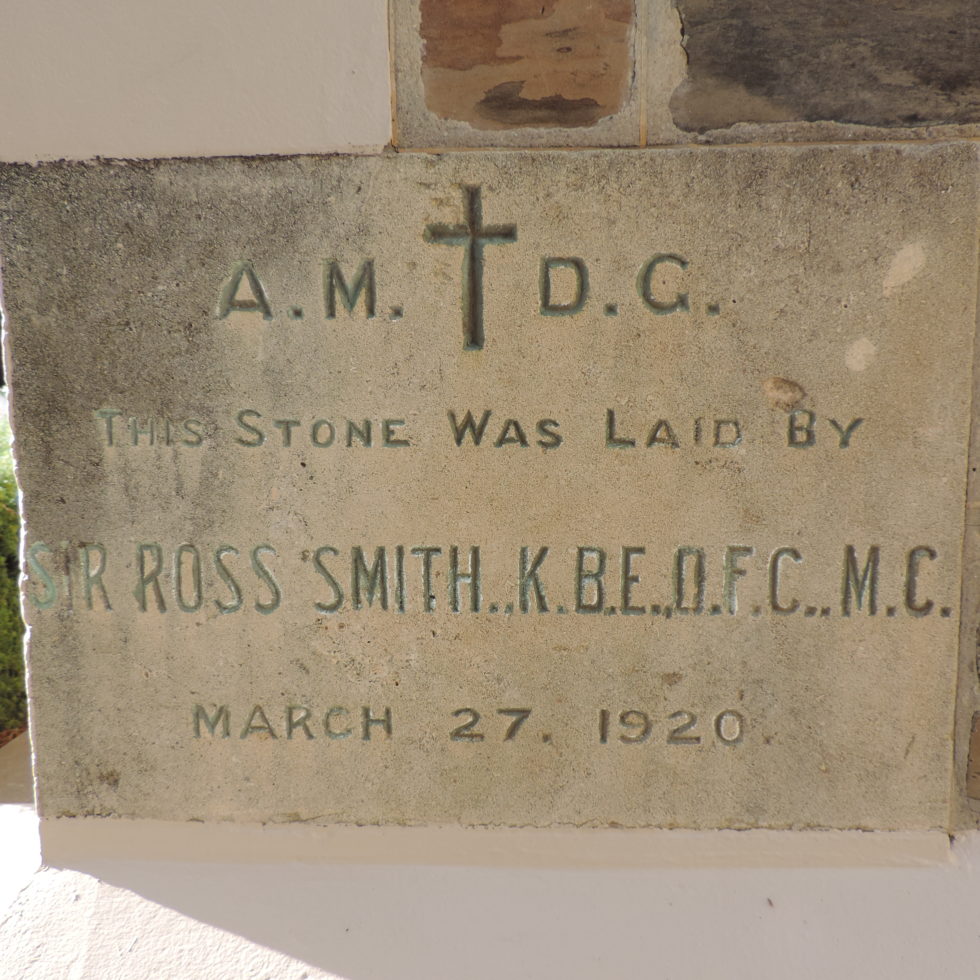 A.M. D.G.
This Stone Was Laid By
SIR ROSS SMITH., K.B.E., D.F.C., M.C.
MARCH 27. 1920.